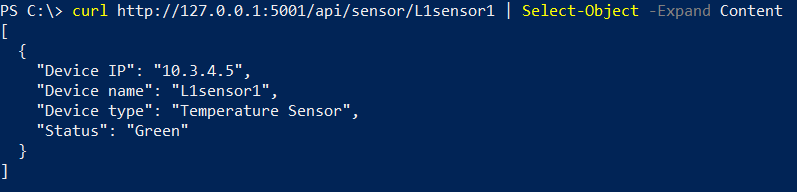 PS C:\> curl http://127.0.0.1:5001/api/sensor/L1sensor1 | Select-Object -Expand Content
[
  {
    "Device IP": "10.3.4.5",
    "Device name": "L1sensor1",
    "Device type": "Temperature Sensor",
    "Status": "Green"
  }
]